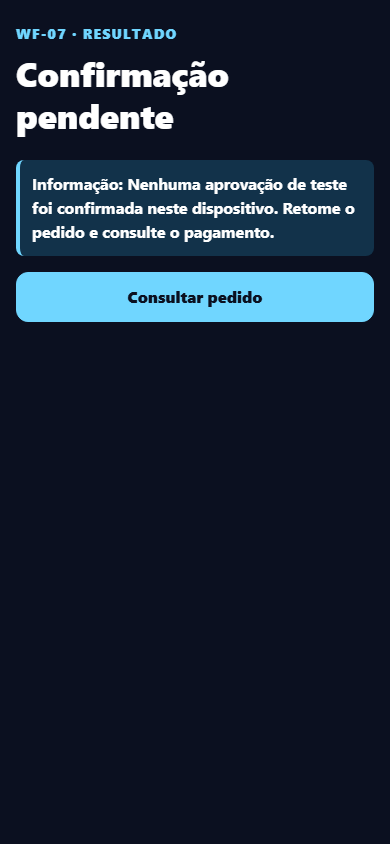 WF-07 · RESULTADO
Confirmação
pendente
Informação: Nenhuma aprovação de teste
foi confirmada neste dispositivo. Retome o
pedido e consulte o pagamento.
Consultar pedido